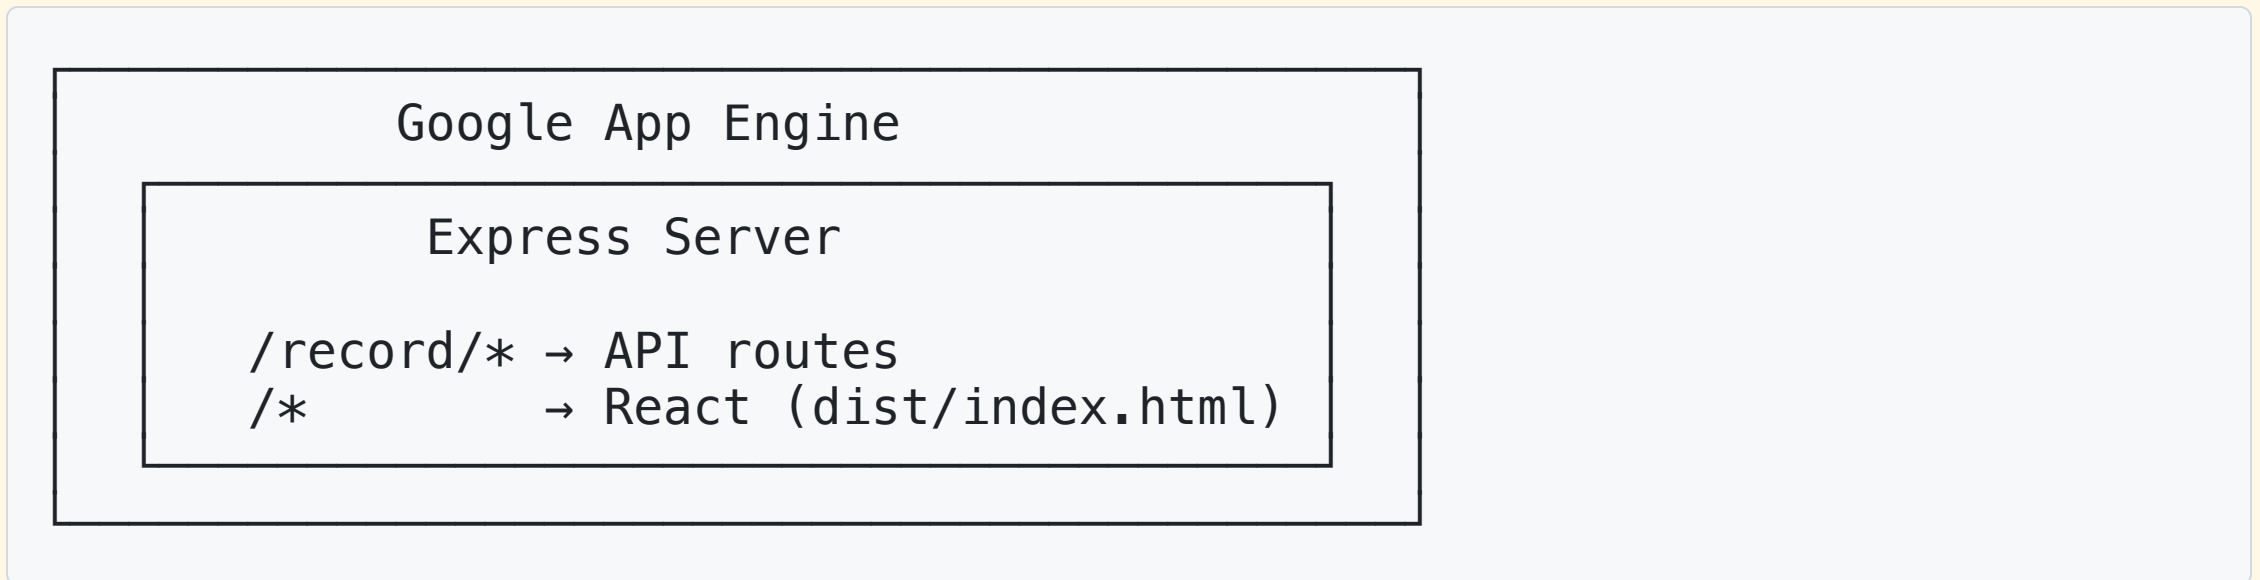 Google App Engine
Express Server
/record/* → API routes
/*        → React (dist/index.html)